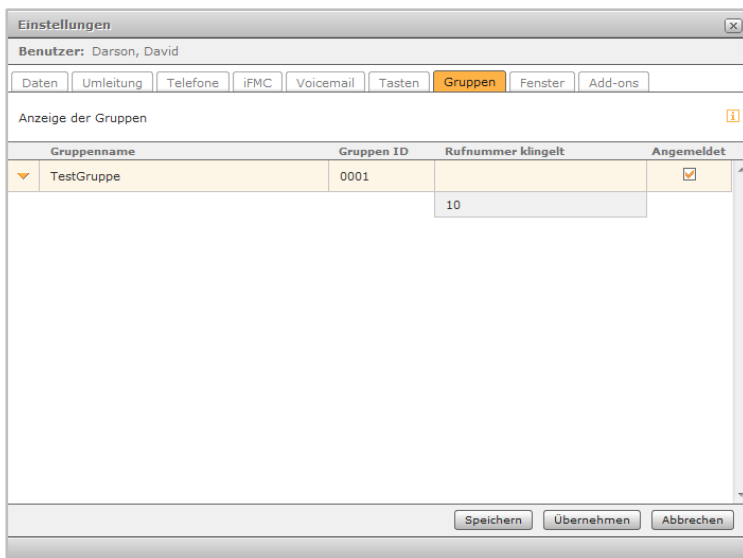 Einstellungen
Benutzer: Darson, David
Daten Umleitung Telefone iFMC Voicemail Tasten Gruppen Fenster Add-ons
Anzeige der Gruppen
Gruppenname Gruppen ID Rufnummer klingelt Angemeldet
TestGruppe 0001
10
Speichern Übernehmen Abbrechen